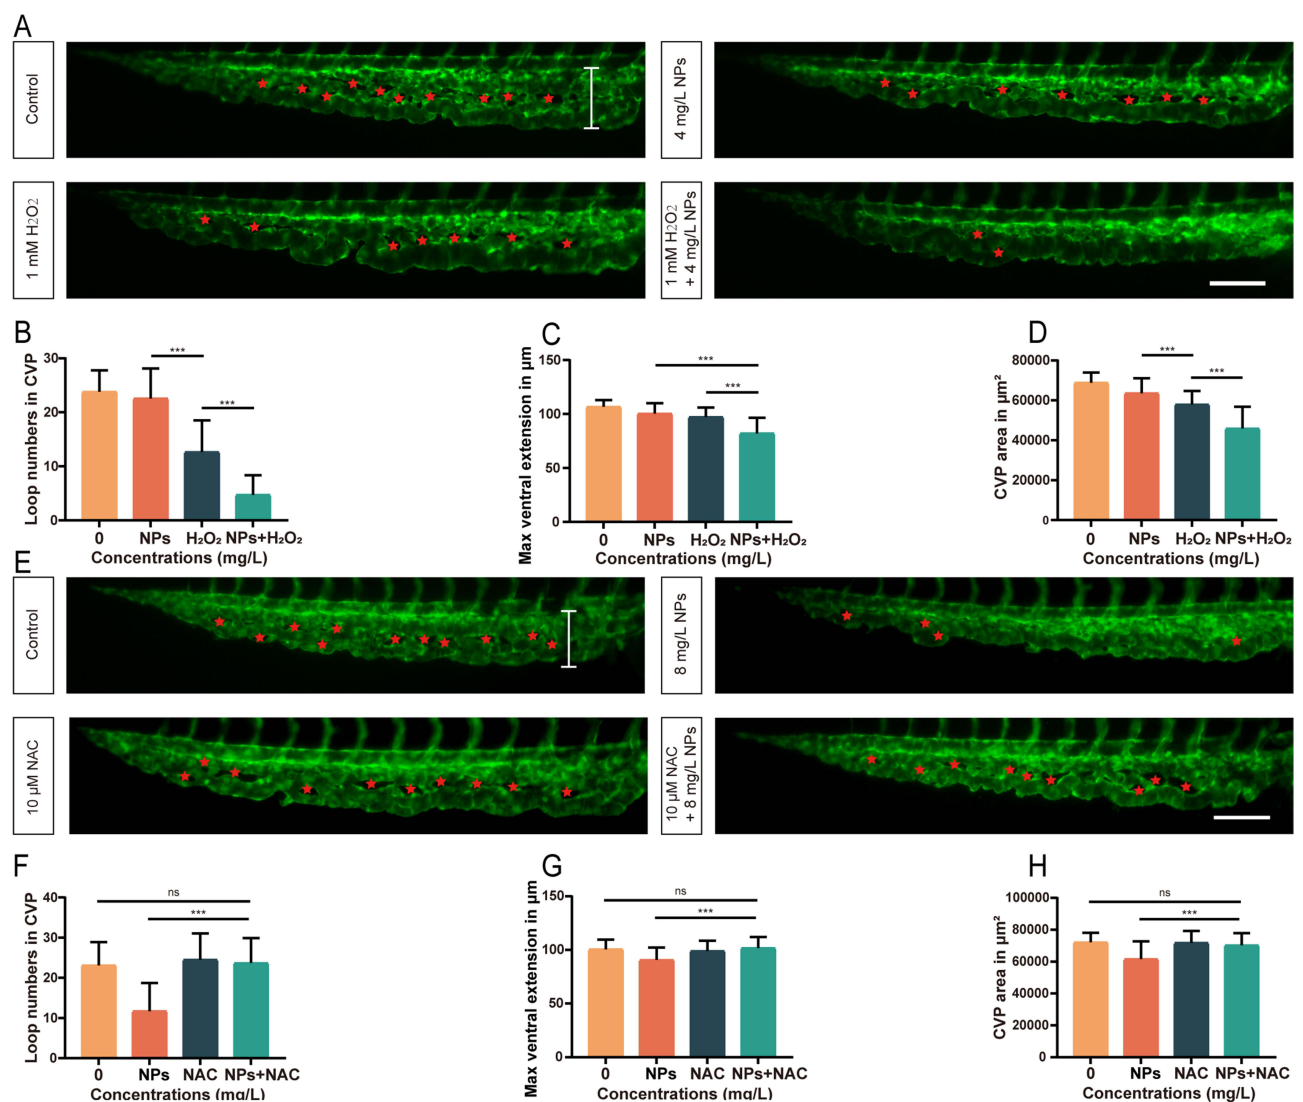 A
Control
4 mg/L NPs
1 mM H2O2
1 mM H2O2
+ 4 mg/L NPs
B
Loop numbers in CVP
30
20
10
0
***
***
0 NPs H₂O₂ NPs+H₂O₂
Concentrations (mg/L)
C
Max ventral extension in µm
150
100
50
0
***
***
0 NPs H₂O₂ NPs+H₂O₂
Concentrations (mg/L)
D
CVP area in µm²
80000
60000
40000
20000
0
***
***
0 NPs H₂O₂ NPs+H₂O₂
Concentrations (mg/L)
E
Control
8 mg/L NPs
10 µM NAC
10 µM NAC
+ 8 mg/L NPs
F
Loop numbers in CVP
40
30
20
10
0
ns
***
0 NPs NAC NPs+NAC
Concentrations (mg/L)
G
Max ventral extension in µm
150
100
50
0
ns
***
0 NPs NAC NPs+NAC
Concentrations (mg/L)
H
CVP area in µm²
100000
80000
60000
40000
20000
0
ns
***
0 NPs NAC NPs+NAC
Concentrations (mg/L)